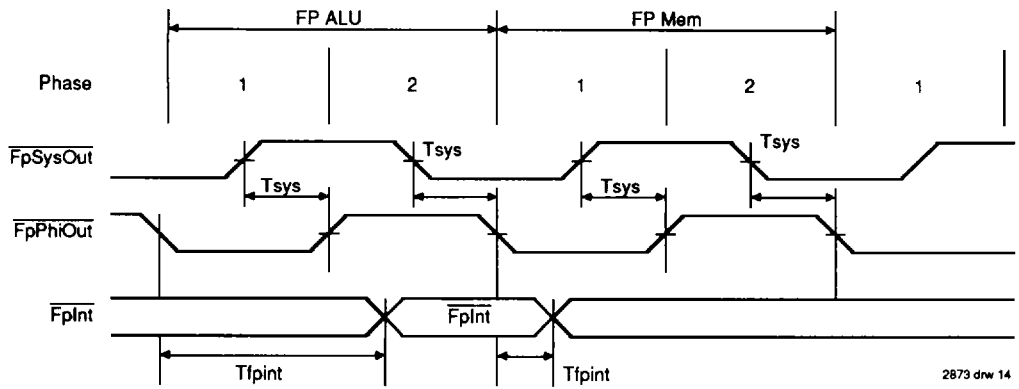 FP ALU FP Mem
Phase 1 2 1 2 1
FpSysOut Tsys Tsys
Tsys Tsys
FpPhiOut
FpInt FpInt
Tfpint Tfpint
2873 drw 14